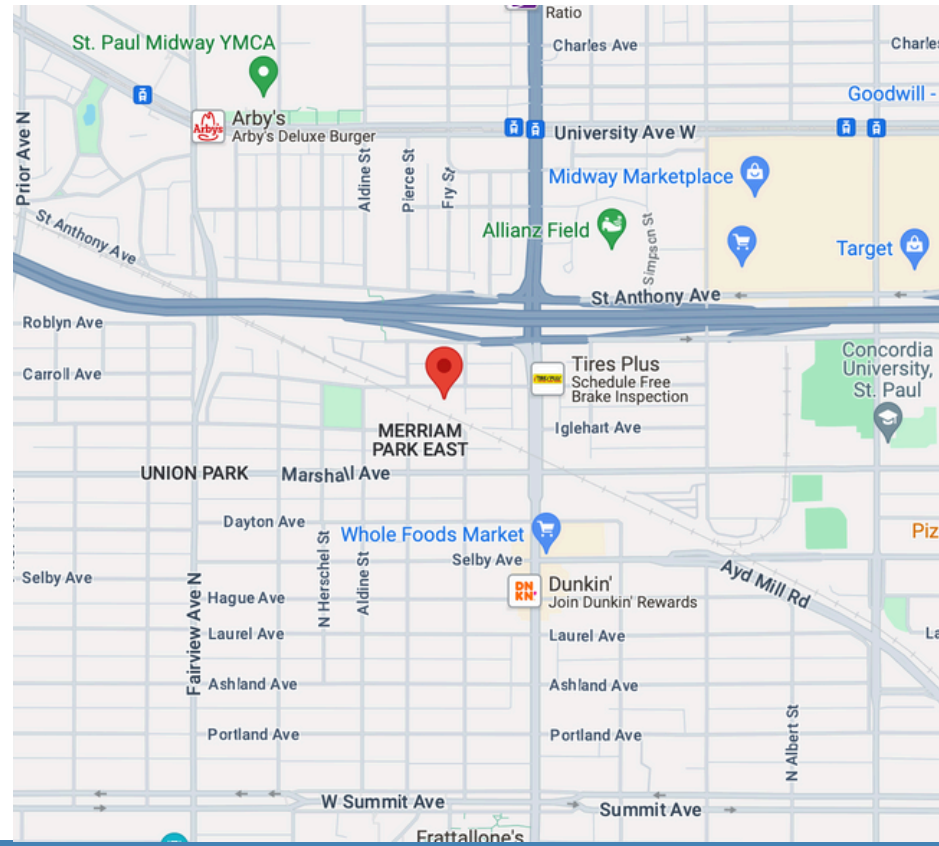 Ratio
St. Paul Midway YMCA
Charles Ave
Charles
Goodwill -
Arby's
Arby's
Arby's Deluxe Burger
University Ave W
Prior Ave N
Aldine St
Pierce St
Fry St
Midway Marketplace
Allianz Field
Simpson St
Target
St Anthony Ave
St Anthony Ave
Roblyn Ave
Carroll Ave
Tires Plus
Schedule Free
Brake Inspection
Concordia
University,
St. Paul
MERRIAM
PARK EAST
Iglehart Ave
UNION PARK
Marshall Ave
Dayton Ave
Whole Foods Market
Piz
Selby Ave
Selby Ave
Ayd Mill Rd
N Herschel St
Aldine St
Fairview Ave N
DN
KN'
Dunkin'
Join Dunkin' Rewards
Hague Ave
Laurel Ave
Laurel Ave
La
Ashland Ave
Ashland Ave
Portland Ave
Portland Ave
N Albert St
W Summit Ave
Summit Ave
Frattallone's